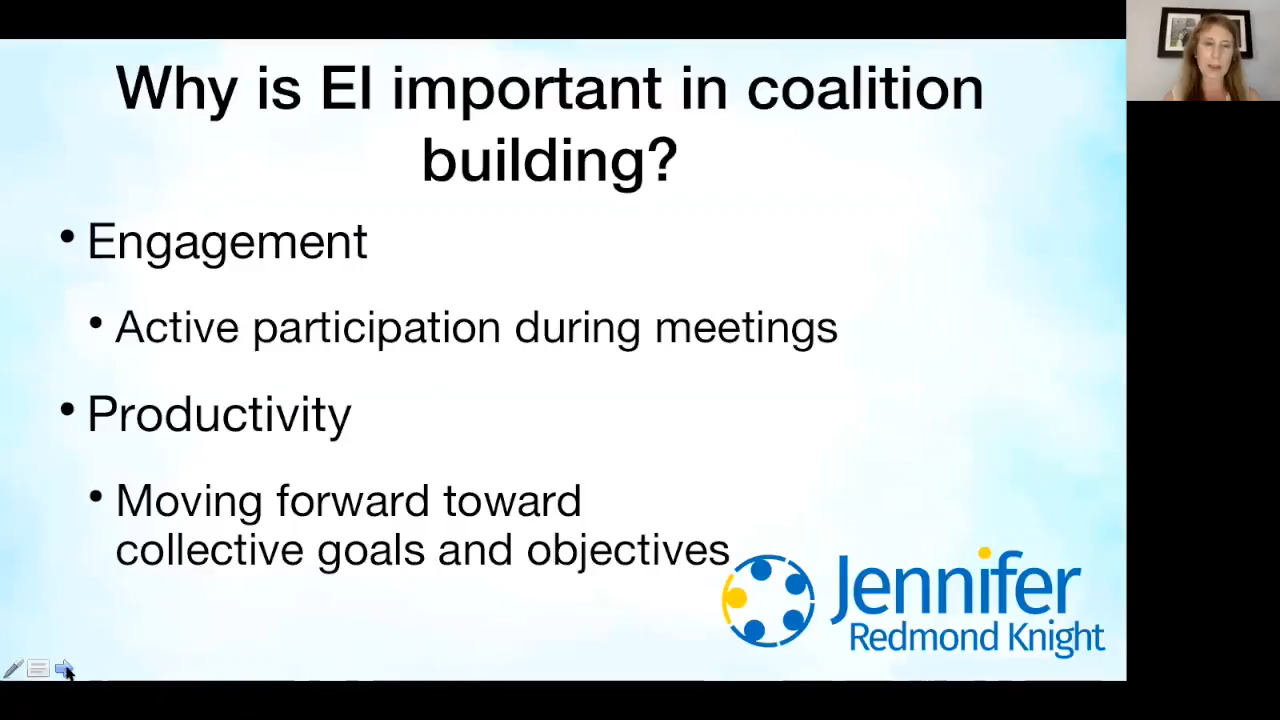 Why is EI important in coalition
building?
• Engagement
• Active participation during meetings
• Productivity
• Moving forward toward
collective goals and objectives
Jennifer
Redmond Knight